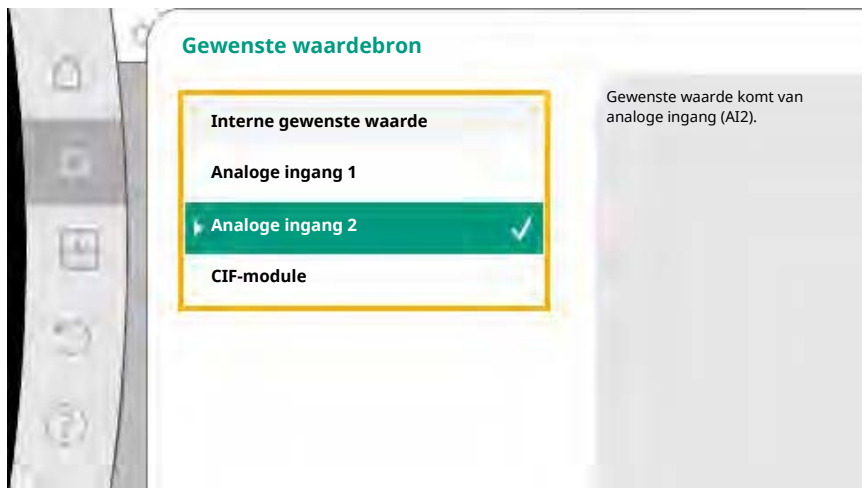 Gewenste waardebron
Interne gewenste waarde
Analoge ingang 1
Analoge ingang 2
CIF-module
Gewenste waarde komt van
analoge ingang (AI2).